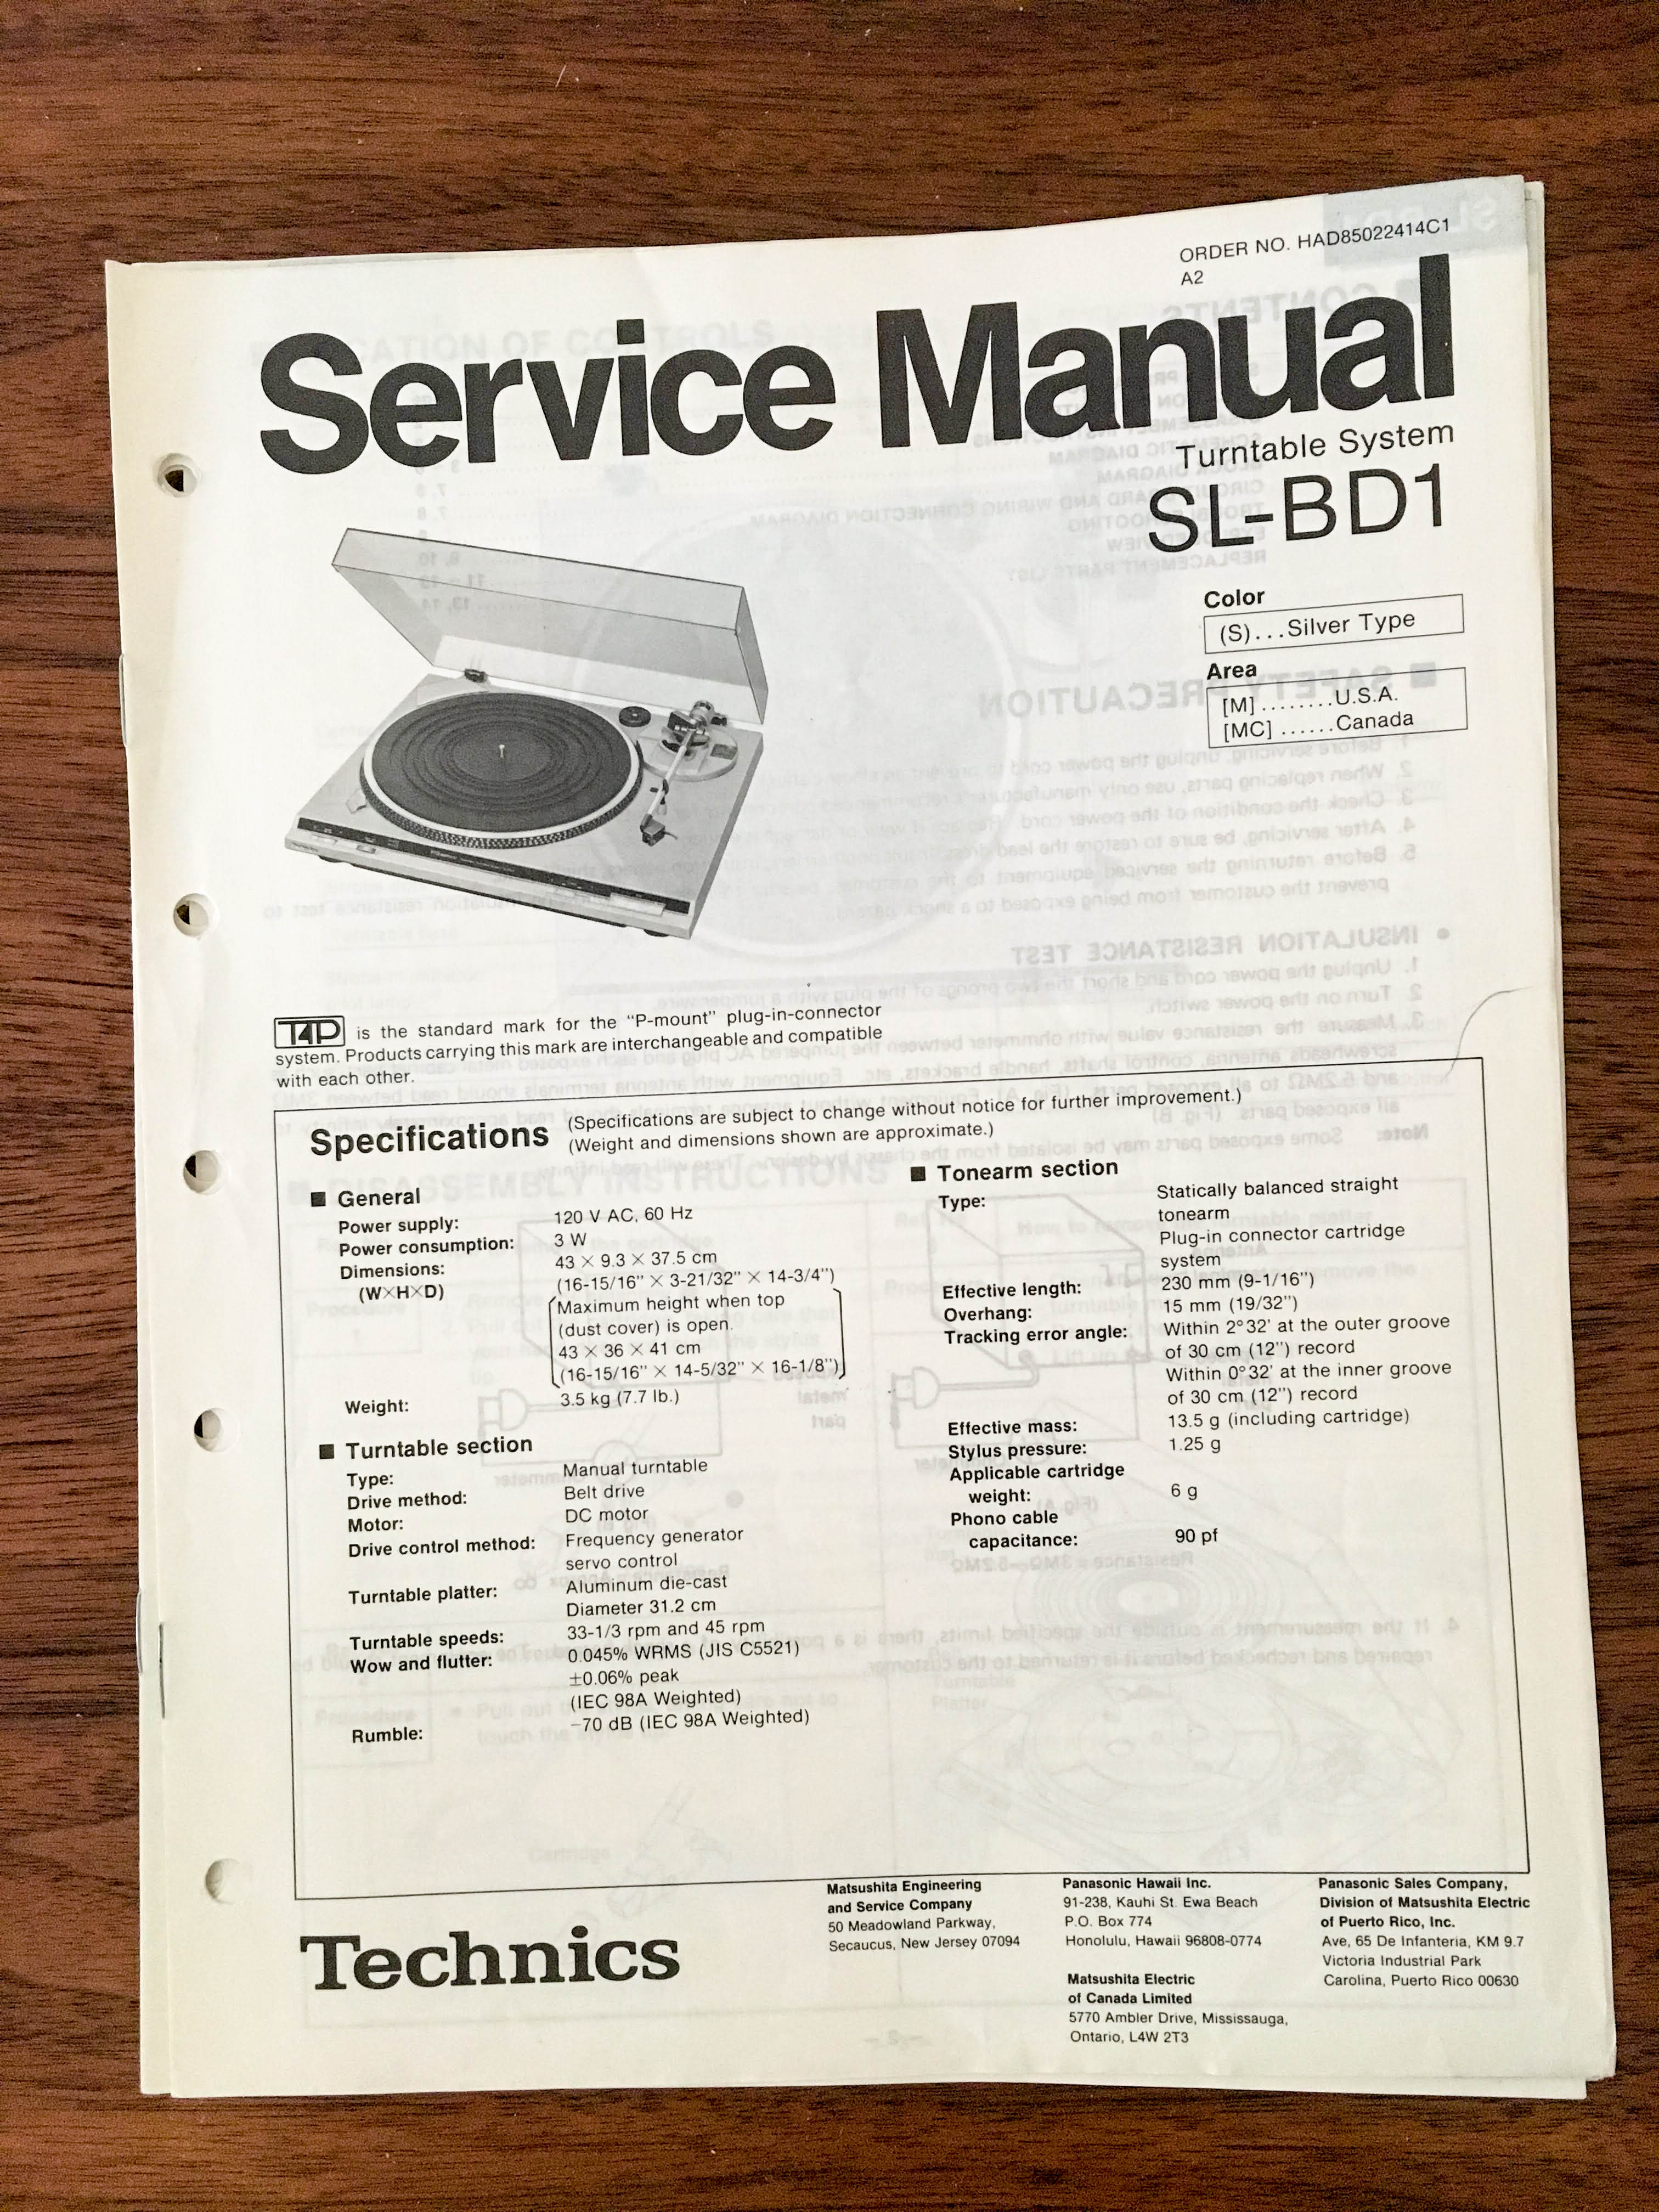 ORDER NO. HAD85022414C1
A2
Service Manual
Turntable System
SL-BD1
Color
(S)...Silver Type
Area
[M]........U.S.A.
[MC]......Canada
T4P is the standard mark for the "P-mount" plug-in-connector
system. Products carrying this mark are interchangeable and compatible
with each other.
Specifications
(Specifications are subject to change without notice for further improvement.)
(Weight and dimensions shown are approximate.)
■ General
Power supply: 120 V AC, 60 Hz
Power consumption: 3 W
Dimensions: 43 × 9.3 × 37.5 cm
(W×H×D) (16-15/16" × 3-21/32" × 14-3/4")
Maximum height when top
(dust cover) is open.
43 × 36 × 41 cm
(16-15/16" × 14-5/32" × 16-1/8")
Weight: 3.5 kg (7.7 lb.)
■ Turntable section
Type: Manual turntable
Drive method: Belt drive
Motor: DC motor
Drive control method: Frequency generator
servo control
Turntable platter: Aluminum die-cast
Diameter 31.2 cm
Turntable speeds: 33-1/3 rpm and 45 rpm
Wow and flutter: 0.045% WRMS (JIS C5521)
±0.06% peak
(IEC 98A Weighted)
Rumble: −70 dB (IEC 98A Weighted)
■ Tonearm section
Type: Statically balanced straight
tonearm
Plug-in connector cartridge
system
Effective length: 230 mm (9-1/16")
Overhang: 15 mm (19/32")
Tracking error angle: Within 2°32' at the outer groove
of 30 cm (12") record
Within 0°32' at the inner groove
of 30 cm (12") record
Effective mass: 13.5 g (including cartridge)
Stylus pressure: 1.25 g
Applicable cartridge
weight: 6 g
Phono cable
capacitance: 90 pf
Technics
Matsushita Engineering
and Service Company
50 Meadowland Parkway,
Secaucus, New Jersey 07094
Panasonic Hawaii Inc.
91-238, Kauhi St. Ewa Beach
P.O. Box 774
Honolulu, Hawaii 96808-0774
Matsushita Electric
of Canada Limited
5770 Ambler Drive, Mississauga,
Ontario, L4W 2T3
Panasonic Sales Company,
Division of Matsushita Electric
of Puerto Rico, Inc.
Ave, 65 De Infanteria, KM 9.7
Victoria Industrial Park
Carolina, Puerto Rico 00630